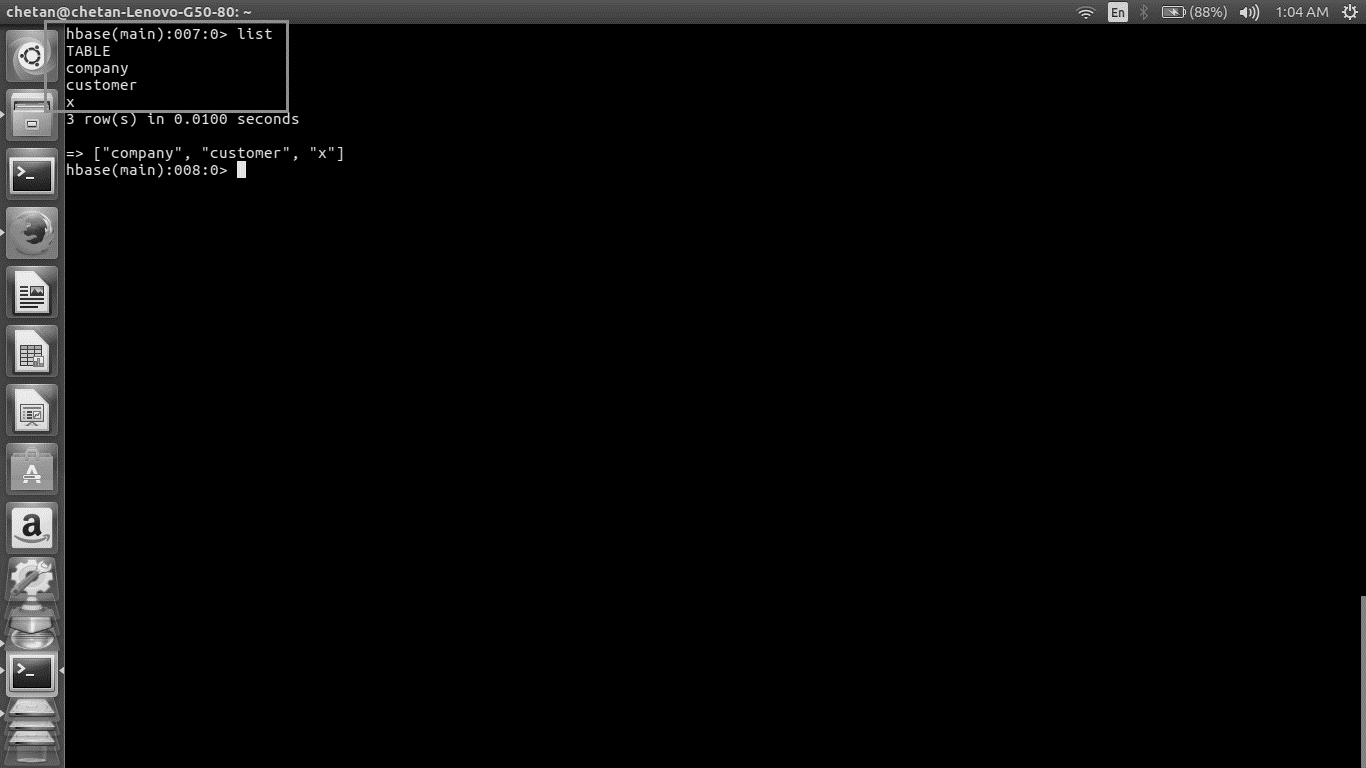 chetan@chetan-Lenovo-G50-80: ~
En
(88%)
1:04 AM
hbase(main):007:0> list
TABLE
company
customer
x
3 row(s) in 0.0100 seconds
=> ["company", "customer", "x"]
hbase(main):008:0>
>_
A
a
>_